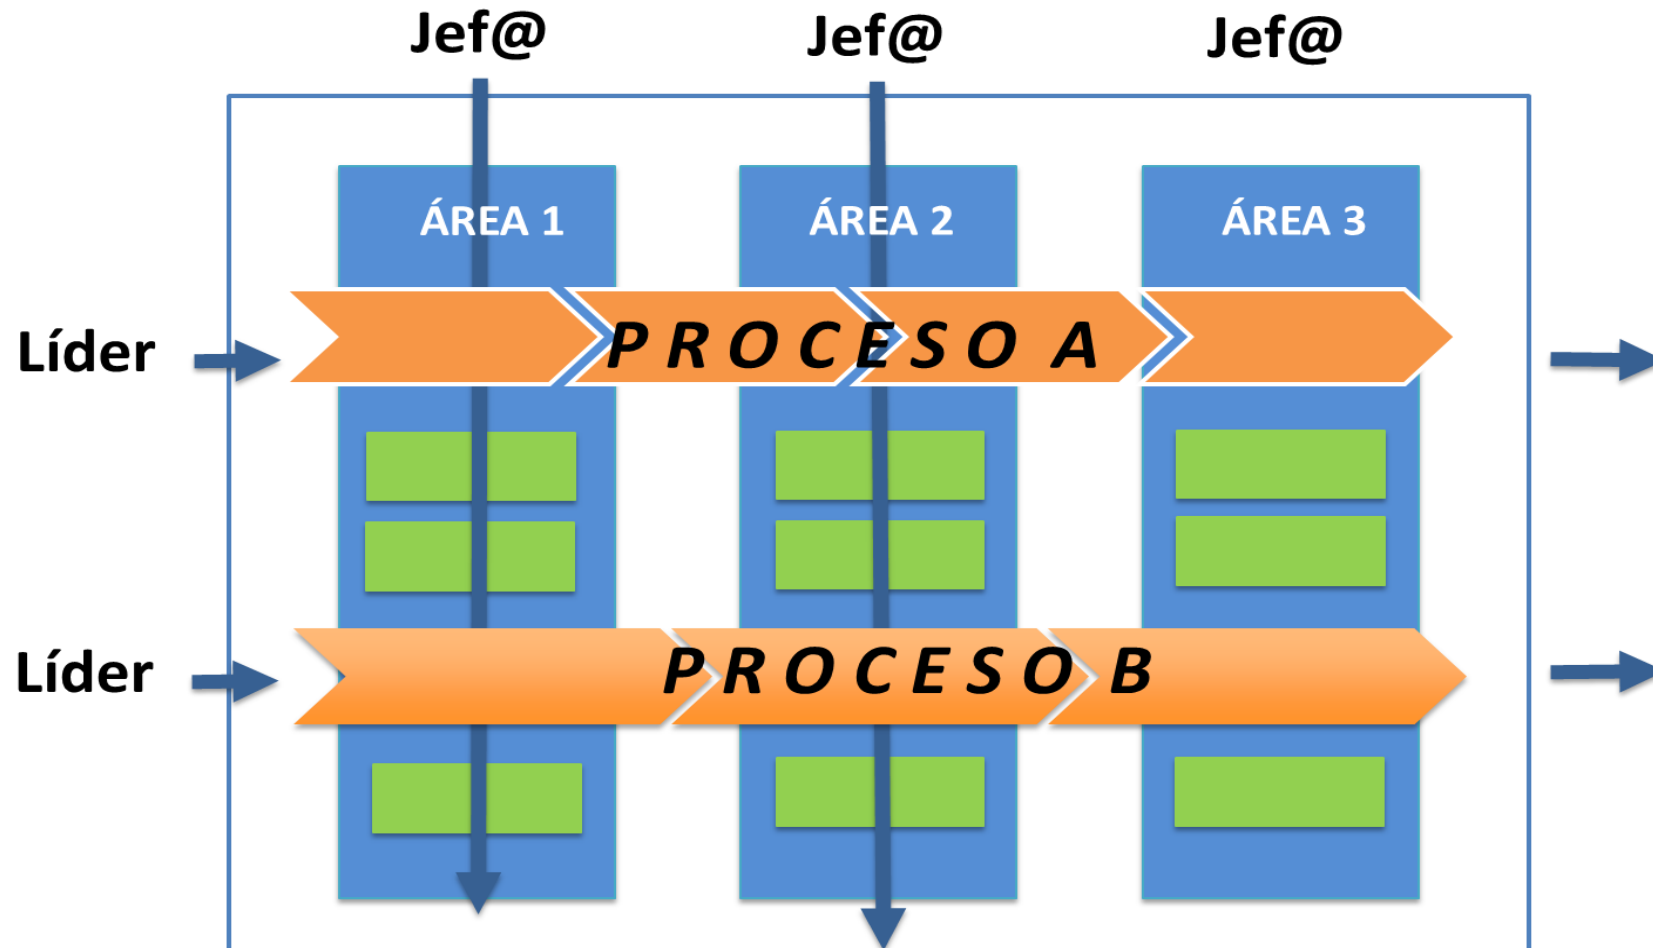 Jef@ Jef@ Jef@
ÁREA 1 ÁREA 2 ÁREA 3
Líder PROCESO A
Líder PROCESO B